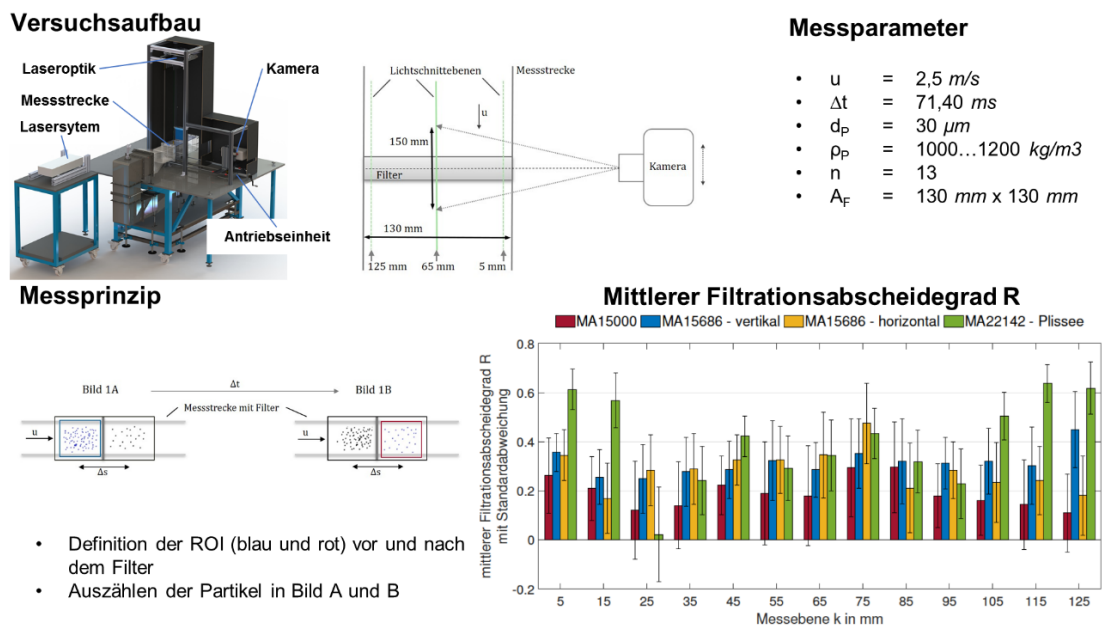 Versuchsaufbau
Laseroptik
Kamera
Messstrecke
Lasersytem
Antriebseinheit
Lichtschnittebenen
Messstrecke
u
150 mm
Filter
Kamera
130 mm
125 mm
65 mm
5 mm
Messparameter
• u = 2,5 m/s
• Δt = 71,40 ms
• dP = 30 µm
• ρP = 1000…1200 kg/m3
• n = 13
• AF = 130 mm x 130 mm
Messprinzip
Bild 1A
Δt
Bild 1B
Messstrecke mit Filter
u
u
Δs
Δs
• Definition der ROI (blau und rot) vor und nach
dem Filter
• Auszählen der Partikel in Bild A und B
Mittlerer Filtrationsabscheidegrad R
MA15000 MA15686 - vertikal MA15686 - horizontal MA22142 - Plissee
mittlerer Filtrationsabscheidegrad R
mit Standardabweichung
0.8
0.6
0.4
0.2
0
-0.2
5 15 25 35 45 55 65 75 85 95 105 115 125
Messebene k in mm